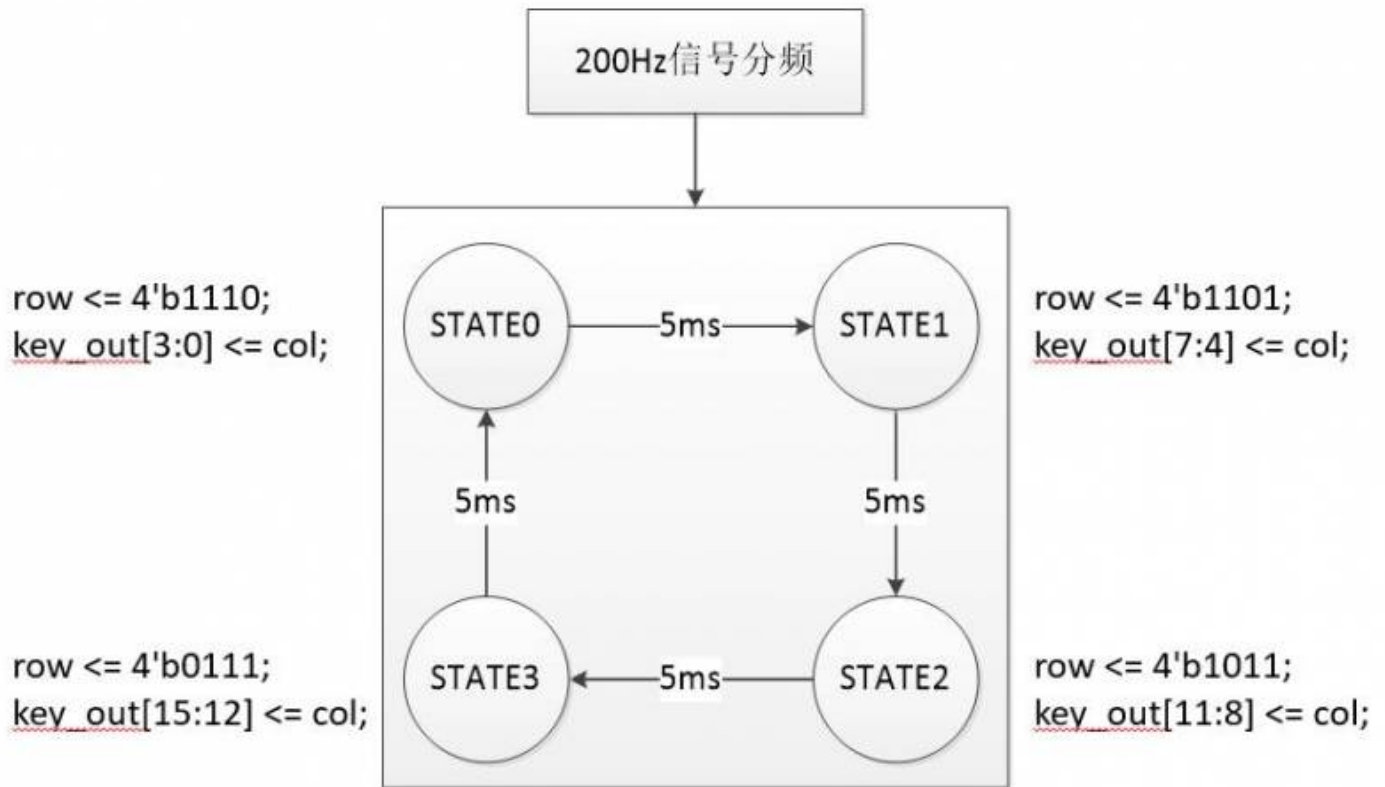 200Hz信号分频
row <= 4'b1110;
key_out[3:0] <= col;
STATE0
5ms
STATE1
row <= 4'b1101;
key_out[7:4] <= col;
5ms
5ms
row <= 4'b0111;
key_out[15:12] <= col;
STATE3
5ms
STATE2
row <= 4'b1011;
key_out[11:8] <= col;